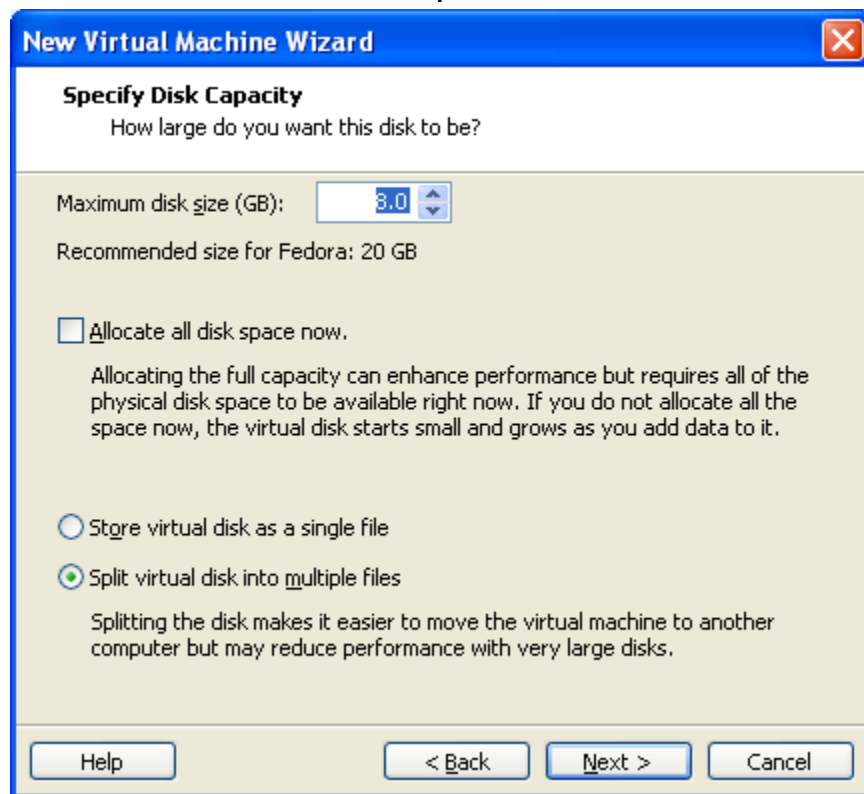 New Virtual Machine Wizard
Specify Disk Capacity
How large do you want this disk to be?
Maximum disk size (GB): 8.0
Recommended size for Fedora: 20 GB
Allocate all disk space now.
Allocating the full capacity can enhance performance but requires all of the
physical disk space to be available right now. If you do not allocate all the
space now, the virtual disk starts small and grows as you add data to it.
Store virtual disk as a single file
Split virtual disk into multiple files
Splitting the disk makes it easier to move the virtual machine to another
computer but may reduce performance with very large disks.
Help < Back Next > Cancel